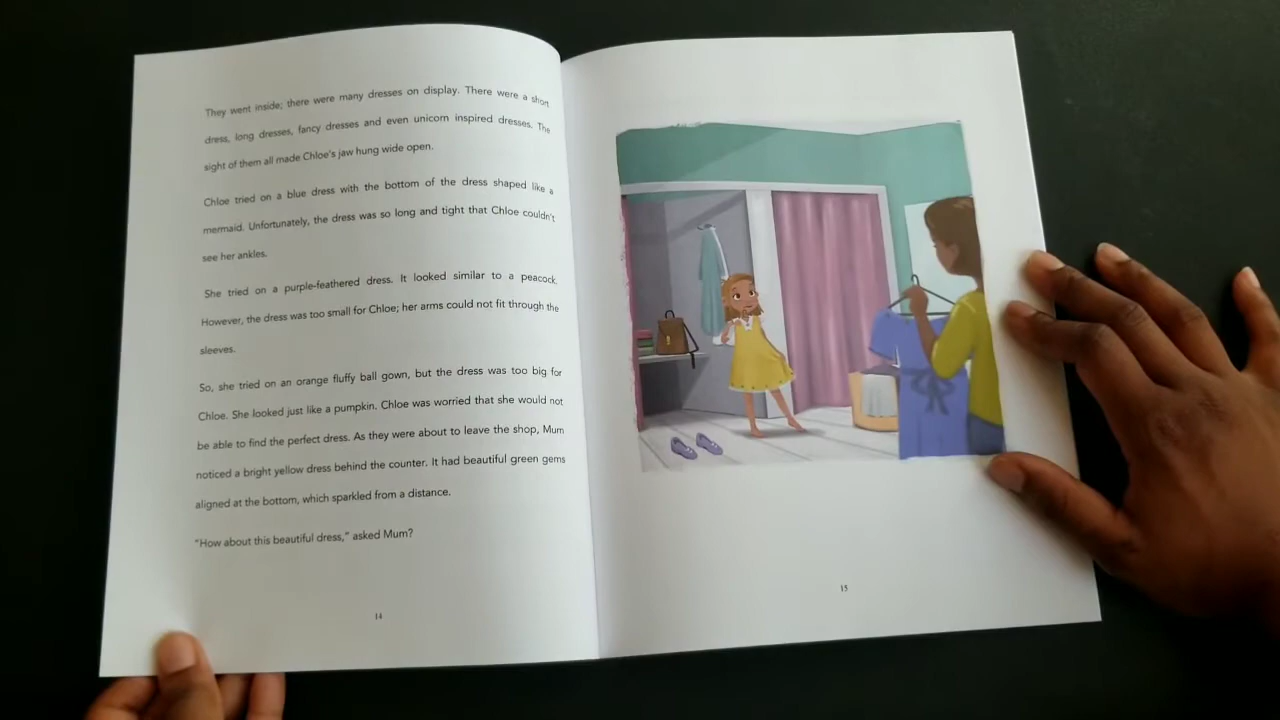 They went inside; there were many dresses on display. There were a short
dress, long dresses, fancy dresses and even unicorn inspired dresses. The
sight of them all made Chloe's jaw hung wide open.
Chloe tried on a blue dress with the bottom of the dress shaped like a
mermaid. Unfortunately, the dress was so long and tight that Chloe couldn't
see her ankles.
She tried on a purple-feathered dress. It looked similar to a peacock.
However, the dress was too small for Chloe; her arms could not fit through the
sleeves.
So, she tried on an orange fluffy ball gown, but the dress was too big for
Chloe. She looked just like a pumpkin. Chloe was worried that she would not
be able to find the perfect dress. As they were about to leave the shop, Mum
noticed a bright yellow dress behind the counter. It had beautiful green gems
aligned at the bottom, which sparkled from a distance.
"How about this beautiful dress," asked Mum?
14
15